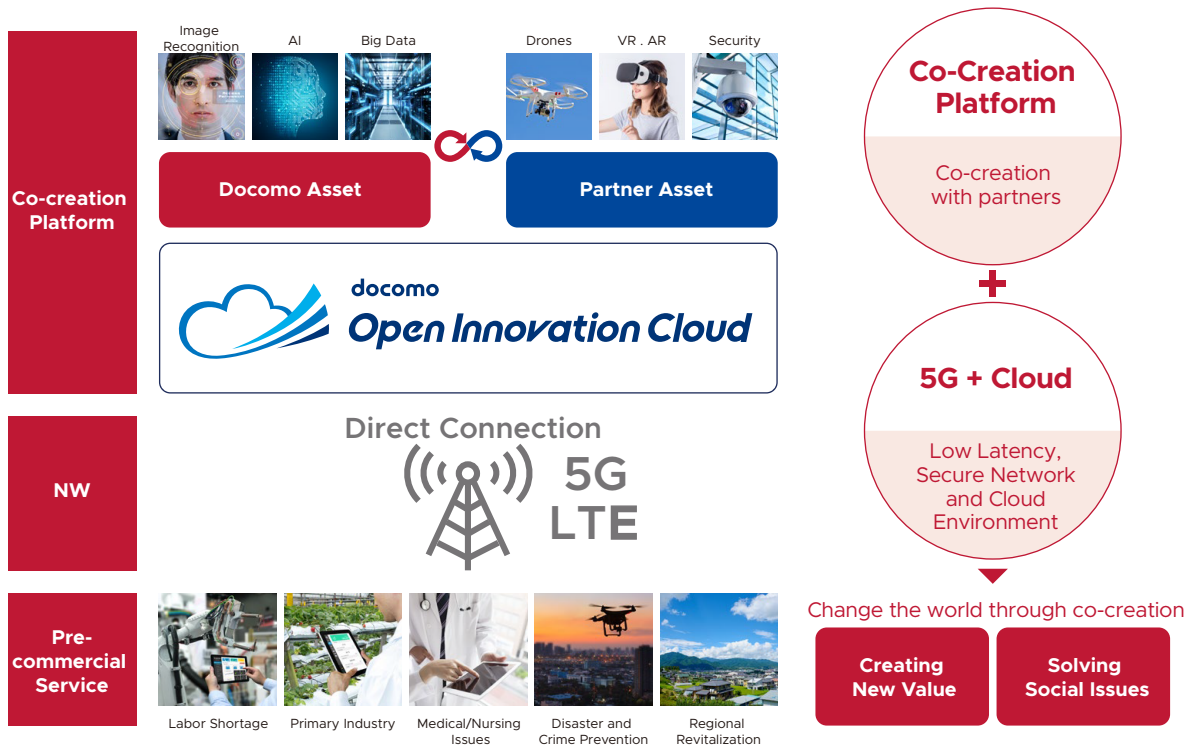 Image
Recognition
AI
Big Data
Drones
VR . AR
Security
Co-creation
Platform
Docomo Asset
Partner Asset
docomo
Open Innovation Cloud
NW
Direct Connection
5G
LTE
Pre-
commercial
Service
Labor Shortage
Primary Industry
Medical/Nursing
Issues
Disaster and
Crime Prevention
Regional
Revitalization
Co-Creation
Platform
Co-creation
with partners
5G + Cloud
Low Latency,
Secure Network
and Cloud
Environment
Change the world through co-creation
Creating
New Value
Solving
Social Issues